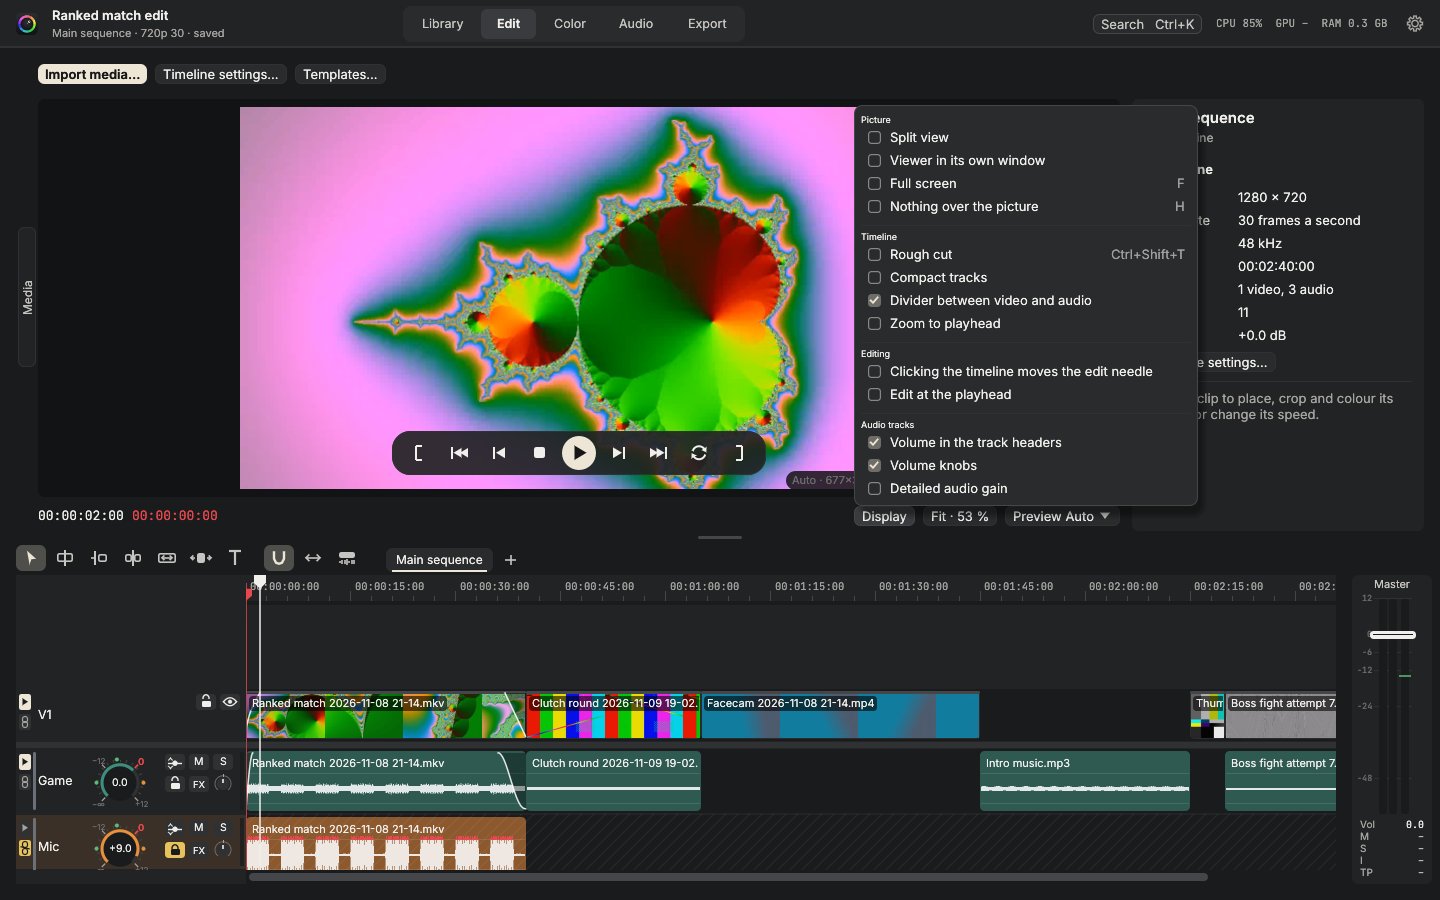 Ranked match edit
Main sequence · 720p 30 · saved
Library
Edit
Color
Audio
Export
Search Ctrl+K
CPU 85% GPU – RAM 0.3 GB
Import media...
Timeline settings...
Templates...
Media
Picture
Split view
Viewer in its own window
Full screen F
Nothing over the picture H
Timeline
Rough cut Ctrl+Shift+T
Compact tracks
Divider between video and audio
Zoom to playhead
Editing
Clicking the timeline moves the edit needle
Edit at the playhead
Audio tracks
Volume in the track headers
Volume knobs
Detailed audio gain
1280 × 720
30 frames a second
48 kHz
00:02:40:00
1 video, 3 audio
11
+0.0 dB
settings...
clip to place, crop and colour its
or change its speed.
Auto
00:00:02:00 00:00:00:00
Display
Fit · 53 %
Preview Auto
Main sequence
00:00:15:00
00:00:30:00
00:00:45:00
00:01:00:00
00:01:15:00
00:01:30:00
00:01:45:00
00:02:00:00
00:02:15:00
Master
12
-6
-12
-24
-48
V1
Ranked match 2026-11-08 21-14.mkv
Clutch round 2026-11-09 19-02.
Facecam 2026-11-08 21-14.mp4
Boss fight attempt 7.
Game
-12 0
0.0
-∞ +12
M S
FX
Ranked match 2026-11-08 21-14.mkv
Clutch round 2026-11-09 19-02.
Intro music.mp3
Boss fight attempt 7.
Mic
-12 0
+9.0
M S
FX
Ranked match 2026-11-08 21-14.mkv
Vol 0.0
M –
S –
I –
TP –